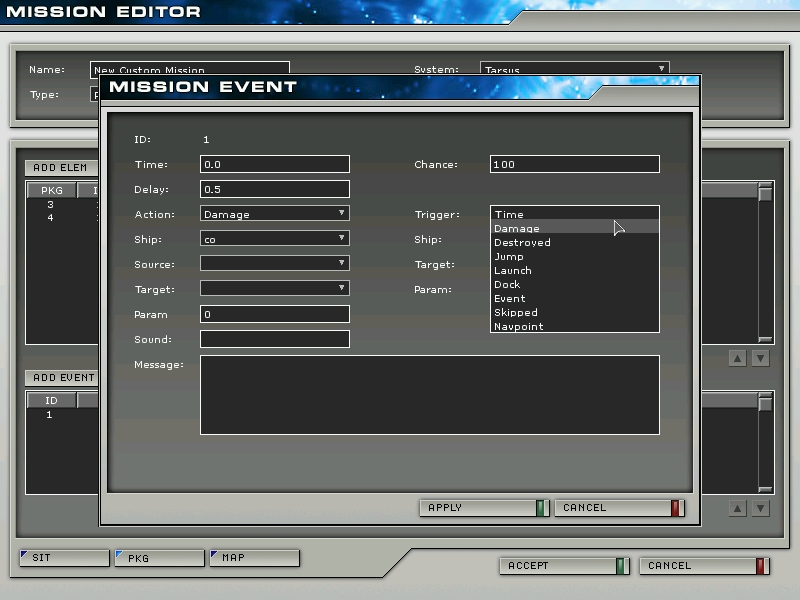 MISSION EDITOR
Name: New Custom Mission System: Tarsus
Type:
MISSION EVENT
ID: 1
Time: 0.0 Chance: 100
Delay: 0.5
Action: Damage Trigger: Time
Damage
Ship: co Ship: Destroyed
Jump
Source: Target: Launch
Dock
Target: Param: Event
Param 0 Skipped
Navpoint
Sound:
Message:
ADD ELEM
PKG
3
4
ADD EVENT
ID
1
APPLY CANCEL
SIT PKG MAP
ACCEPT CANCEL